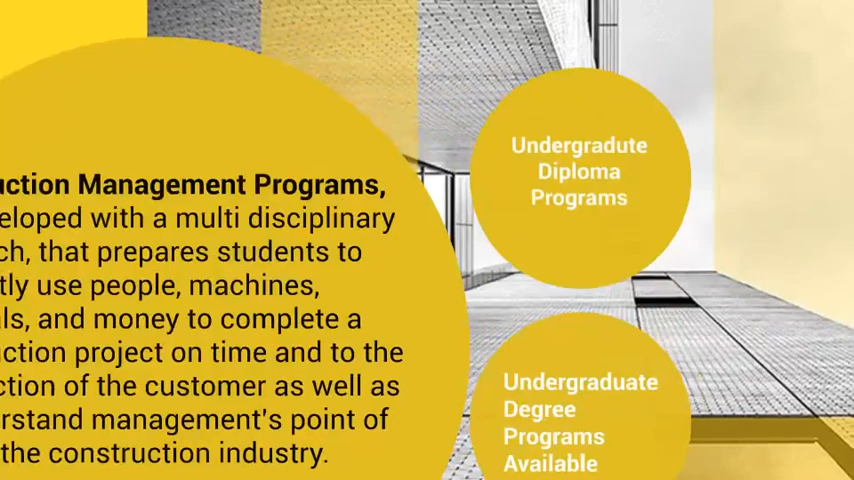 uction Management Programs,
eloped with a multi disciplinary
ch, that prepares students to
tly use people, machines,
als, and money to complete a
uction project on time and to the
ction of the customer as well as
erstand management's point of
the construction industry.
Undergradute
Diploma
Programs
Undergraduate
Degree
Programs
Available